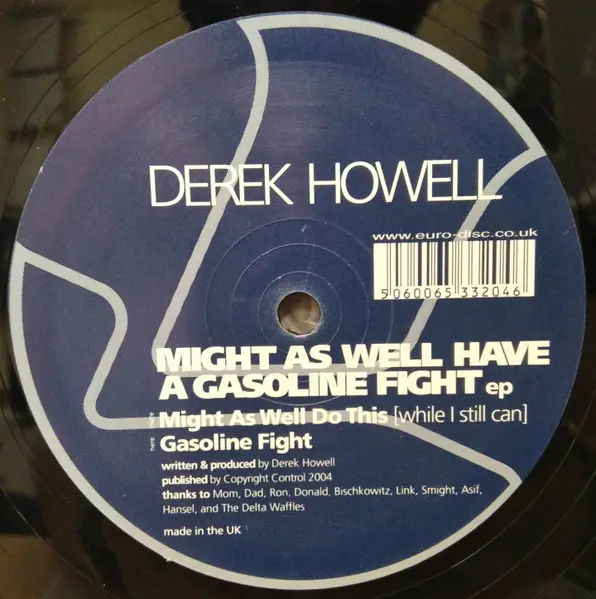 DEREK HOWELL
www.euro-disc.co.uk
5 060065 332046
MIGHT AS WELL HAVE
A GASOLINE FIGHT ep
here Might As Well Do This [while I still can]
here Gasoline Fight
written & produced by Derek Howell
published by Copyright Control 2004
thanks to Mom, Dad, Ron, Donald, Bischkowitz, Link, Smight, Asif,
Hansel, and The Delta Waffles
made in the UK